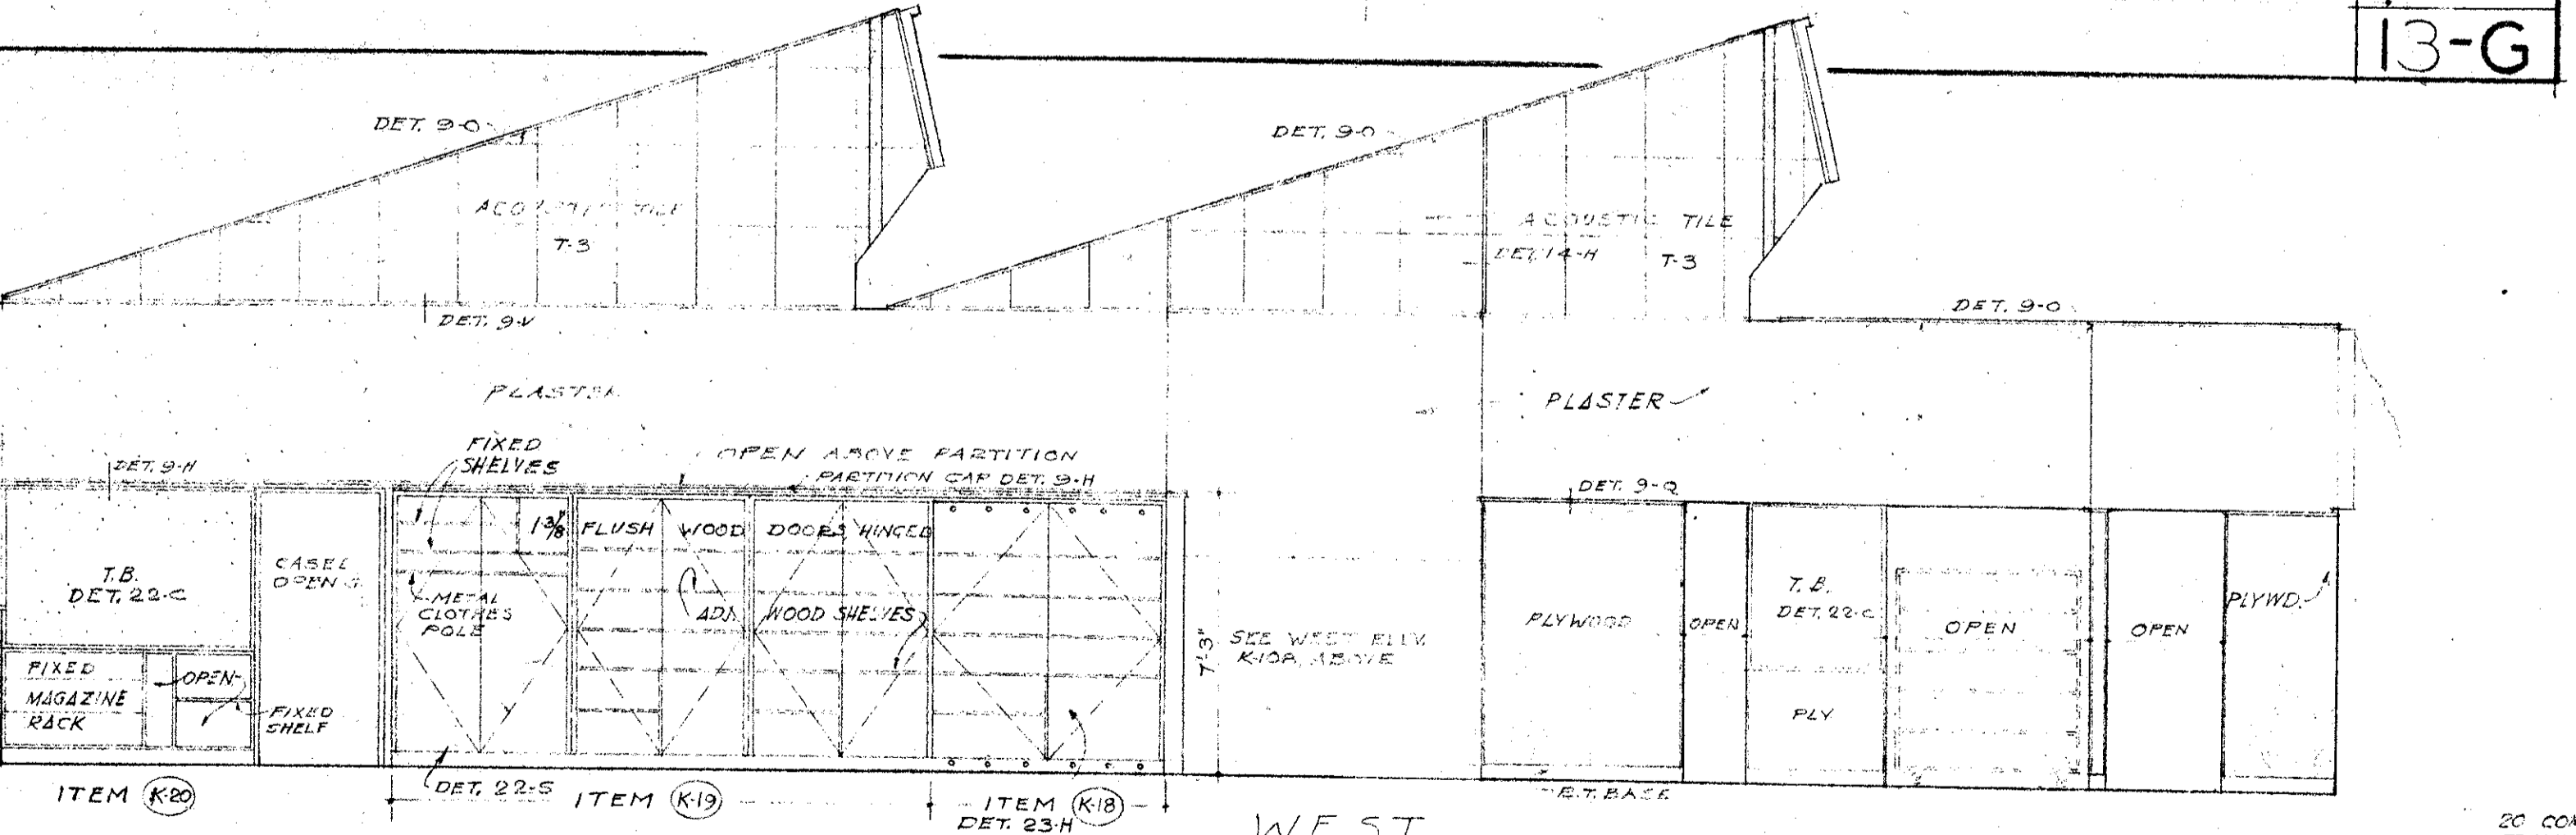 13-G
DET. 9-O
DET. 9-O
TILE
T-3
ACOUSTIC TILE
DET. 14-H
T-3
DET. 9-V
DET. 9-O
PLASTER
PLASTER
FIXED
SHELVES
OPEN ABOVE PARTITION
PARTITION CAP DET. 9-H
DET. 9-H
DET. 9-Q
1 3/8" FLUSH WOOD DOORS HINGED
T.B.
DET. 22-C
CASED
OPEN'G.
METAL
CLOTHES
POLE
ADJ. WOOD SHELVES
7'-3"
SEE WEST ELEV.
K-10A ABOVE
PLYWOOD
OPEN
T.B.
DET. 22-C
PLY
OPEN
OPEN
PLYWD.
FIXED
MAGAZINE
RACK
OPEN
FIXED
SHELF
ITEM K-20
DET. 22-S
ITEM K-19
ITEM K-18
DET. 23-H
B.T. BASE
WEST